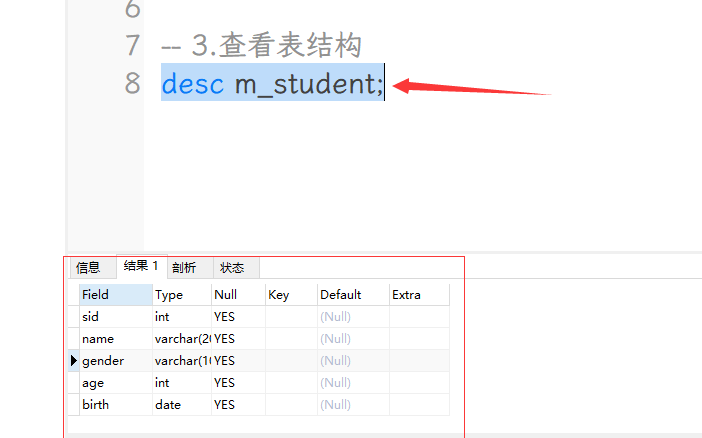 6
7 -- 3.查看表结构
8 desc m_student;
信息 结果 1 剖析 状态
Field Type Null Key Default Extra
sid int YES (Null)
name varchar(20 YES (Null)
gender varchar(10 YES (Null)
age int YES (Null)
birth date YES (Null)